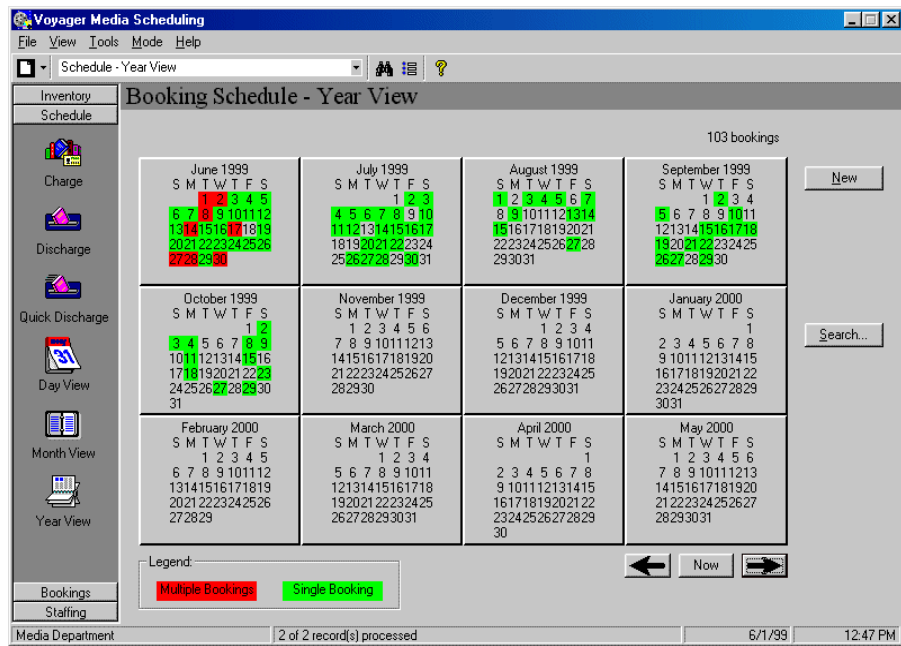 Voyager Media Scheduling
File View Tools Mode Help
Schedule - Year View
Inventory
Schedule
Charge
Discharge
Quick Discharge
31
Day View
Month View
Year View
Bookings
Staffing
Booking Schedule - Year View
103 bookings
June 1999
S M T W T F S
1 2 3 4 5
6 7 8 9 10 11 12
13 14 15 16 17 18 19
20 21 22 23 24 25 26
27 28 29 30
July 1999
S M T W T F S
1 2 3
4 5 6 7 8 9 10
11 12 13 14 15 16 17
18 19 20 21 22 23 24
25 26 27 28 29 30 31
August 1999
S M T W T F S
1 2 3 4 5 6 7
8 9 10 11 12 13 14
15 16 17 18 19 20 21
22 23 24 25 26 27 28
29 30 31
September 1999
S M T W T F S
1 2 3 4
5 6 7 8 9 10 11
12 13 14 15 16 17 18
19 20 21 22 23 24 25
26 27 28 29 30
October 1999
S M T W T F S
1 2
3 4 5 6 7 8 9
10 11 12 13 14 15 16
17 18 19 20 21 22 23
24 25 26 27 28 29 30
31
November 1999
S M T W T F S
1 2 3 4 5 6
7 8 9 10 11 12 13
14 15 16 17 18 19 20
21 22 23 24 25 26 27
28 29 30
December 1999
S M T W T F S
1 2 3 4
5 6 7 8 9 10 11
12 13 14 15 16 17 18
19 20 21 22 23 24 25
26 27 28 29 30 31
January 2000
S M T W T F S
1
2 3 4 5 6 7 8
9 10 11 12 13 14 15
16 17 18 19 20 21 22
23 24 25 26 27 28 29
30 31
February 2000
S M T W T F S
1 2 3 4 5
6 7 8 9 10 11 12
13 14 15 16 17 18 19
20 21 22 23 24 25 26
27 28 29
March 2000
S M T W T F S
1 2 3 4
5 6 7 8 9 10 11
12 13 14 15 16 17 18
19 20 21 22 23 24 25
26 27 28 29 30 31
April 2000
S M T W T F S
1
2 3 4 5 6 7 8
9 10 11 12 13 14 15
16 17 18 19 20 21 22
23 24 25 26 27 28 29
30
May 2000
S M T W T F S
1 2 3 4 5 6
7 8 9 10 11 12 13
14 15 16 17 18 19 20
21 22 23 24 25 26 27
28 29 30 31
New
Search...
Legend:
Multiple Bookings
Single Booking
Now
Media Department
2 of 2 record(s) processed
6/1/99
12:47 PM